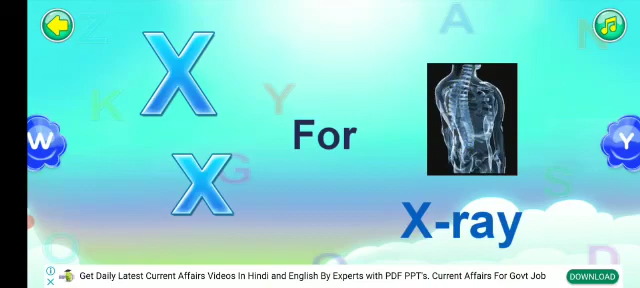 X
x
For
X-ray
W
Y
A
N
K
Y
G
S
D
Get Daily Latest Current Affairs Videos In Hindi and English By Experts with PDF PPT's. Current Affairs For Govt Job
DOWNLOAD